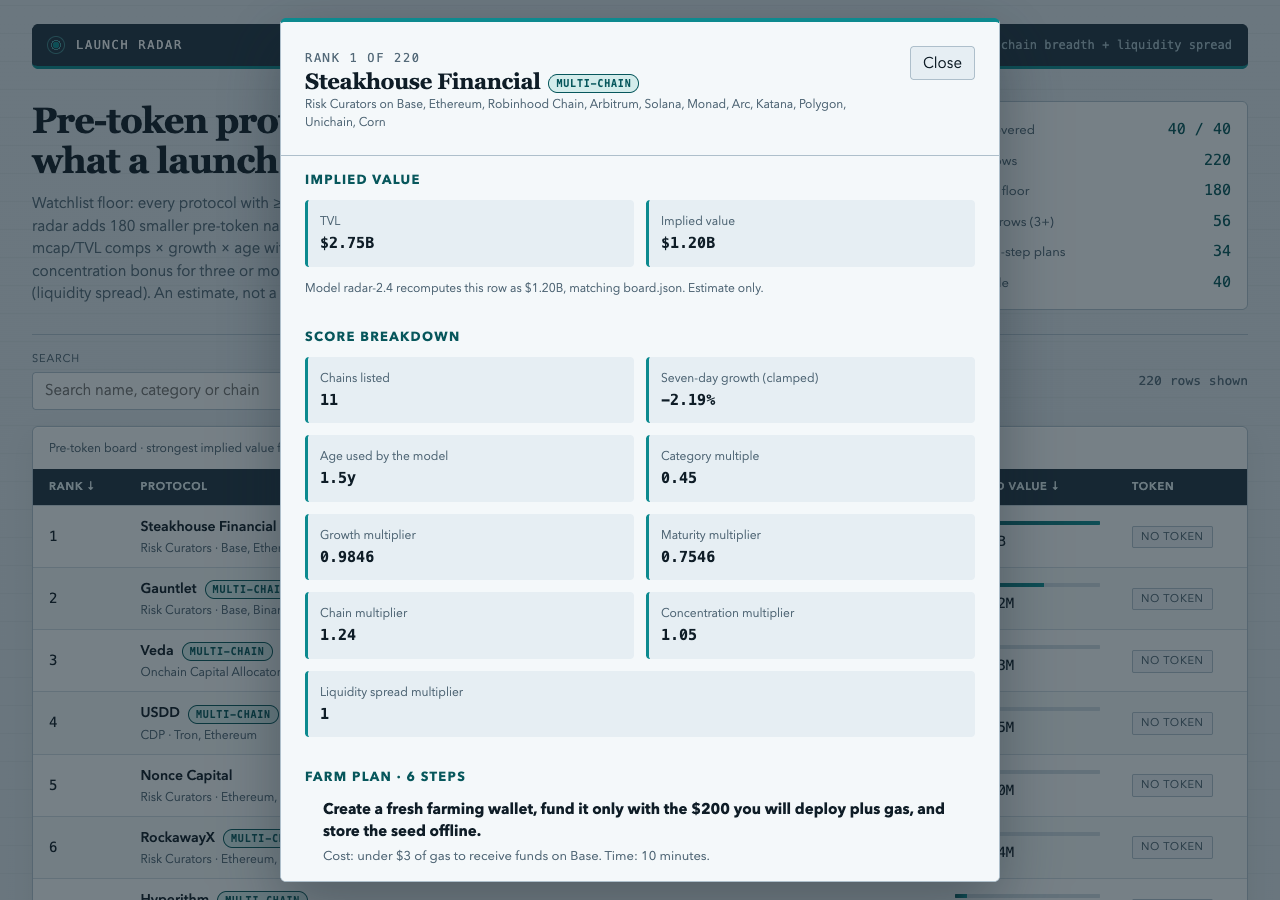 LAUNCH RADAR
chain breadth + liquidity spread
RANK 1 OF 220
Steakhouse Financial MULTI-CHAIN
Risk Curators on Base, Ethereum, Robinhood Chain, Arbitrum, Solana, Monad, Arc, Katana, Polygon,
Unichain, Corn
Close
IMPLIED VALUE
TVL
$2.75B
Implied value
$1.20B
Model radar-2.4 recomputes this row as $1.20B, matching board.json. Estimate only.
SCORE BREAKDOWN
Chains listed
11
Seven-day growth (clamped)
−2.19%
Age used by the model
1.5y
Category multiple
0.45
Growth multiplier
0.9846
Maturity multiplier
0.7546
Chain multiplier
1.24
Concentration multiplier
1.05
Liquidity spread multiplier
1
FARM PLAN · 6 STEPS
Create a fresh farming wallet, fund it only with the $200 you will deploy plus gas, and
store the seed offline.
Cost: under $3 of gas to receive funds on Base. Time: 10 minutes.
Pre-token
what a launch
Watchlist floor: every protocol with ≥
radar adds 180 smaller pre-token
mcap/TVL comps × growth × age
concentration bonus for three or
(liquidity spread). An estimate, not a
40 / 40
220
floor 180
rows (3+) 56
-step plans 34
40
SEARCH
Search name, category or chain
220 rows shown
Pre-token board · strongest implied value
RANK ↓ PROTOCOL VALUE ↓ TOKEN
1 Steakhouse Financial NO TOKEN
Risk Curators · Base,
2 Gauntlet NO TOKEN
Risk Curators · Base,
3 Veda MULTI-CHAIN NO TOKEN
Onchain Capital
4 USDD MULTI-CHAIN NO TOKEN
CDP · Tron, Ethereum
5 Nonce Capital NO TOKEN
Risk Curators · Ethereum,
6 RockawayX NO TOKEN
Risk Curators · Ethereum,